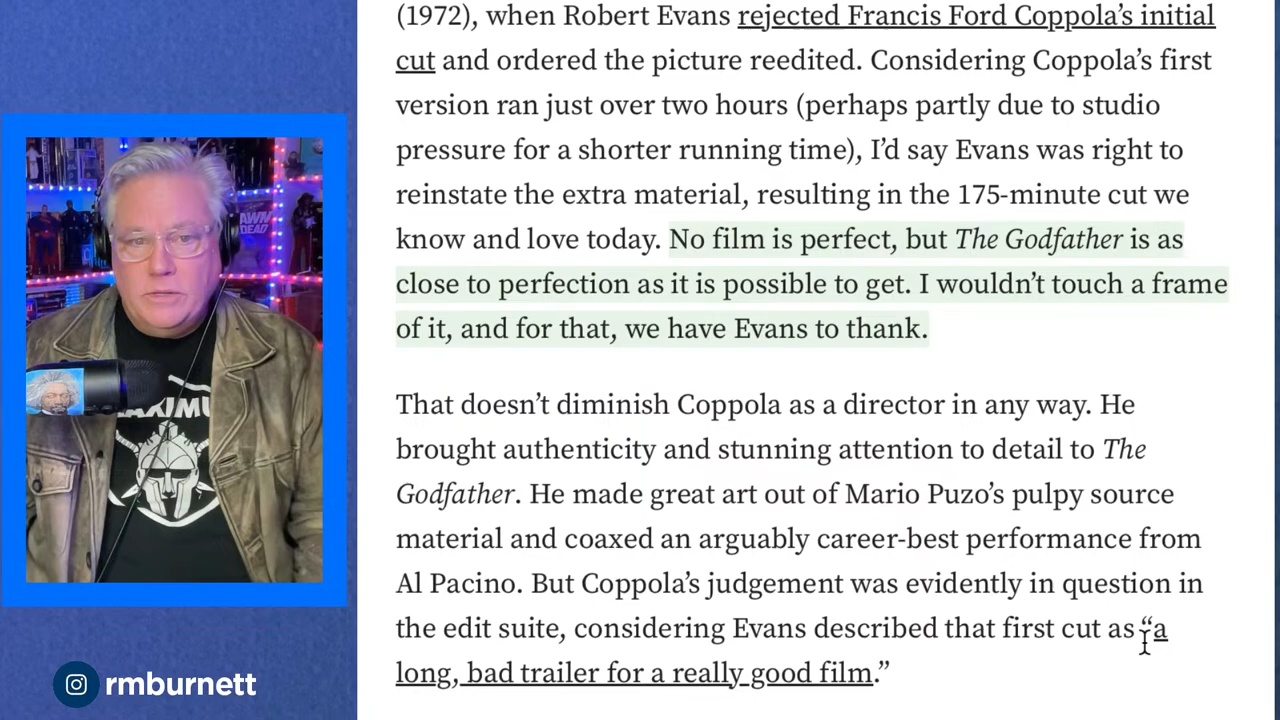 (1972), when Robert Evans rejected Francis Ford Coppola’s initial
cut and ordered the picture reedited. Considering Coppola’s first
version ran just over two hours (perhaps partly due to studio
pressure for a shorter running time), I’d say Evans was right to
reinstate the extra material, resulting in the 175-minute cut we
know and love today. No film is perfect, but The Godfather is as
close to perfection as it is possible to get. I wouldn’t touch a frame
of it, and for that, we have Evans to thank.
That doesn’t diminish Coppola as a director in any way. He
brought authenticity and stunning attention to detail to The
Godfather. He made great art out of Mario Puzo’s pulpy source
material and coaxed an arguably career-best performance from
Al Pacino. But Coppola’s judgement was evidently in question in
the edit suite, considering Evans described that first cut as “a
long, bad trailer for a really good film.”
AWN
DEAD
AXIMU
rmburnett